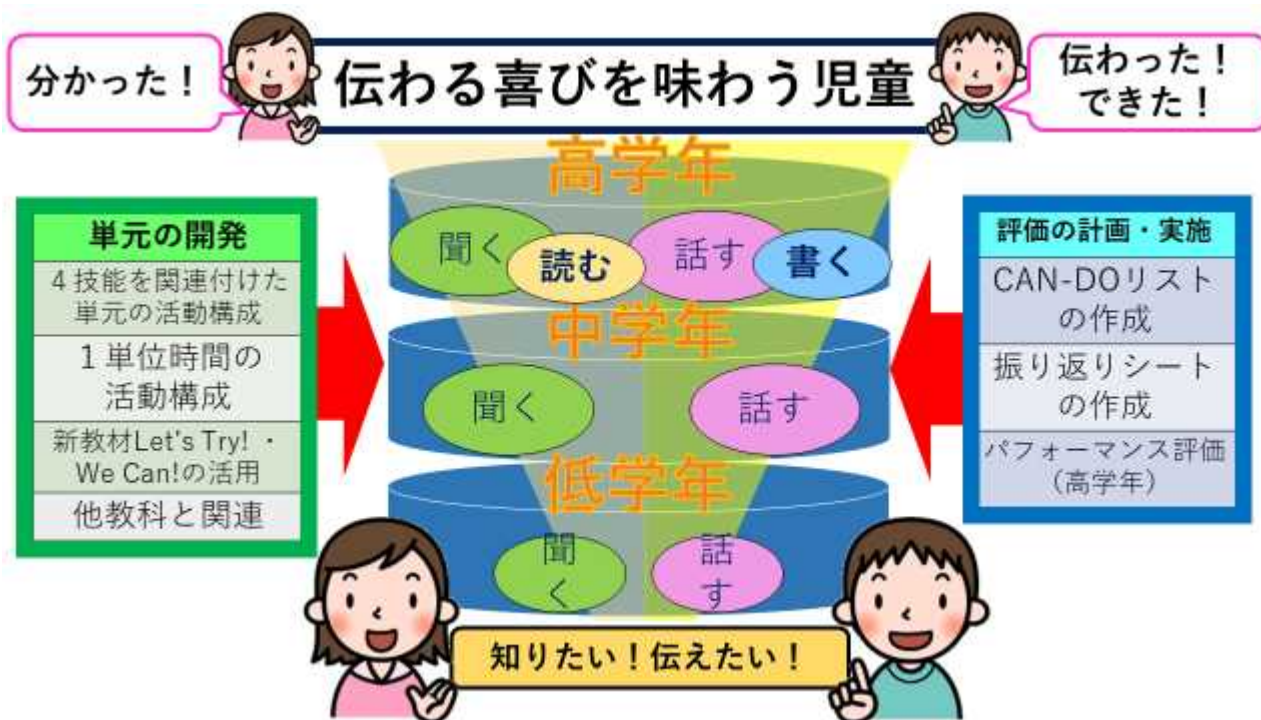 分かった！
伝わる喜びを味わう児童
伝わった！
できた！
単元の開発
４技能を関連付けた
単元の活動構成
１単位時間の
活動構成
新教材Let's Try! ・
We Can!の活用
他教科と関連
高学年
聞く
読む
話す
書く
中学年
聞く
話す
低学年
聞
く
話
す
評価の計画・実施
CAN-DOリスト
の作成
振り返りシート
の作成
パフォーマンス評価
（高学年）
知りたい！伝えたい！